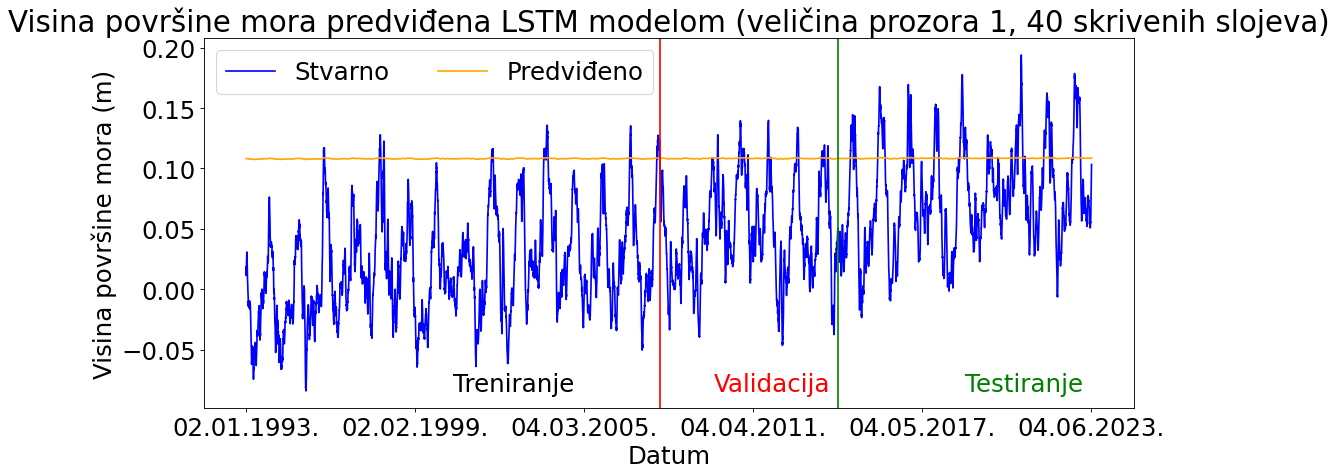 Visina površine mora predviđena LSTM modelom (veličina prozora 1, 40 skrivenih slojeva)
Stvarno
Predviđeno
Visina površine mora (m)
0.20
0.15
0.10
0.05
0.00
−0.05
Treniranje
Validacija
Testiranje
02.01.1993.
02.02.1999.
04.03.2005.
04.04.2011.
04.05.2017.
04.06.2023.
Datum